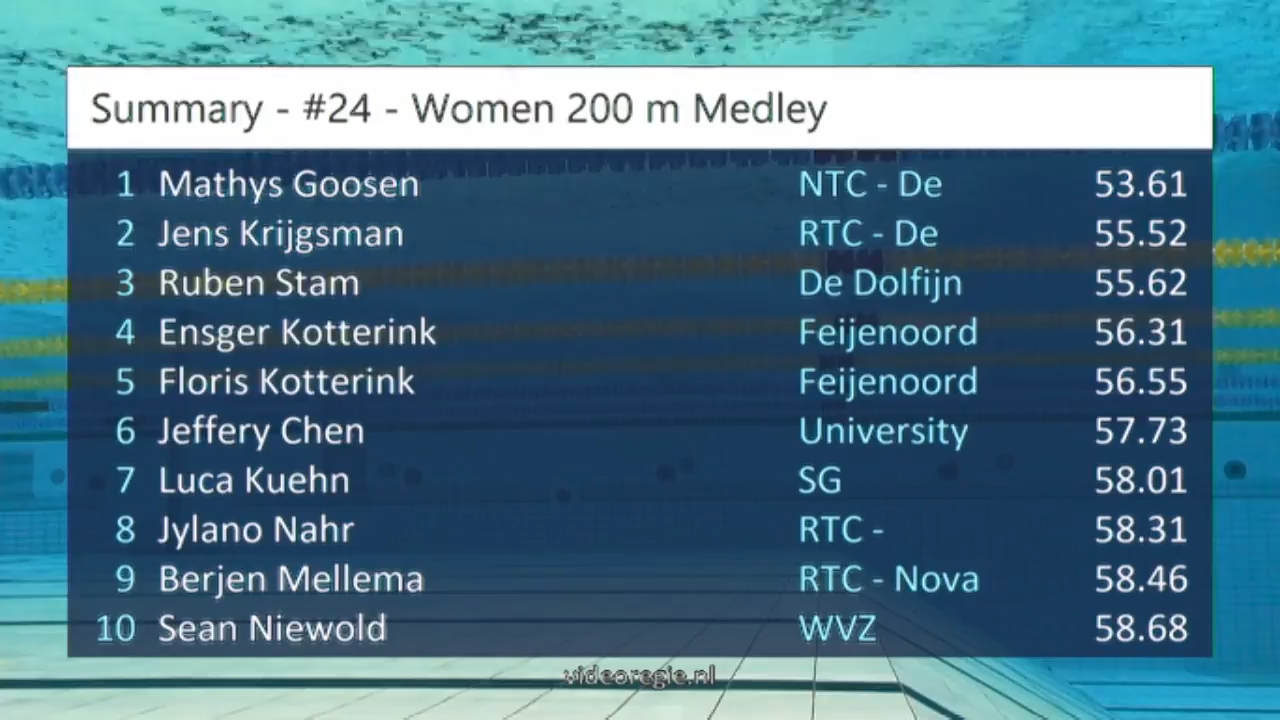 Summary - #24 - Women 200 m Medley
1 Mathys Goosen NTC - De 53.61
2 Jens Krijgsman RTC - De 55.52
3 Ruben Stam De Dolfijn 55.62
4 Ensger Kotterink Feijenoord 56.31
5 Floris Kotterink Feijenoord 56.55
6 Jeffery Chen University 57.73
7 Luca Kuehn SG 58.01
8 Jylano Nahr RTC - 58.31
9 Berjen Mellema RTC - Nova 58.46
10 Sean Niewold WVZ 58.68
videoregie.nl